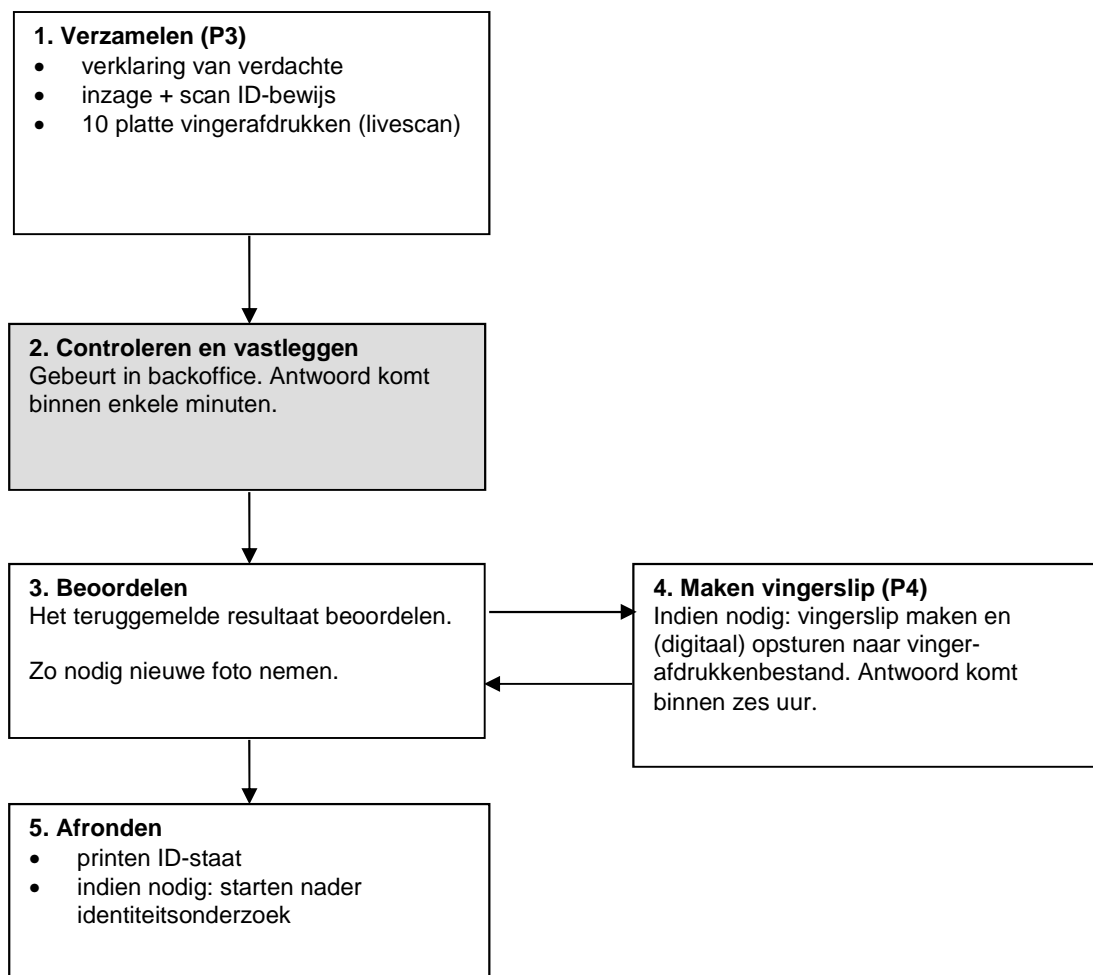 1. Verzamelen (P3)
• verklaring van verdachte
• inzage + scan ID-bewijs
• 10 platte vingerafdrukken (livescan)
2. Controleren en vastleggen
Gebeurt in backoffice. Antwoord komt
binnen enkele minuten.
3. Beoordelen
Het teruggemelde resultaat beoordelen.
Zo nodig nieuwe foto nemen.
4. Maken vingerslip (P4)
Indien nodig: vingerslip maken en
(digitaal) opsturen naar vinger-
afdrukkenbestand. Antwoord komt
binnen zes uur.
5. Afronden
• printen ID-staat
• indien nodig: starten nader
identiteitsonderzoek